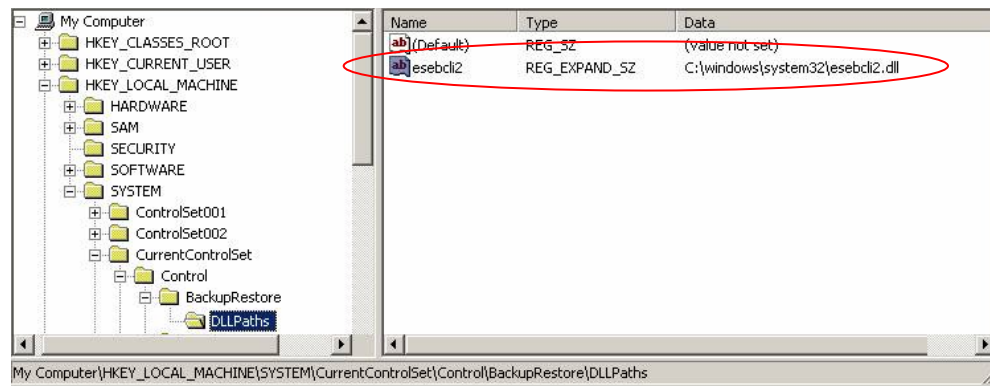 My Computer
HKEY_CLASSES_ROOT
HKEY_CURRENT_USER
HKEY_LOCAL_MACHINE
HARDWARE
SAM
SECURITY
SOFTWARE
SYSTEM
ControlSet001
ControlSet002
CurrentControlSet
Control
BackupRestore
DLLPaths
Name Type Data
ab (Default) REG_SZ (value not set)
ab esebcli2 REG_EXPAND_SZ C:\windows\system32\esebcli2.dll
My Computer\HKEY_LOCAL_MACHINE\SYSTEM\CurrentControlSet\Control\BackupRestore\DLLPaths